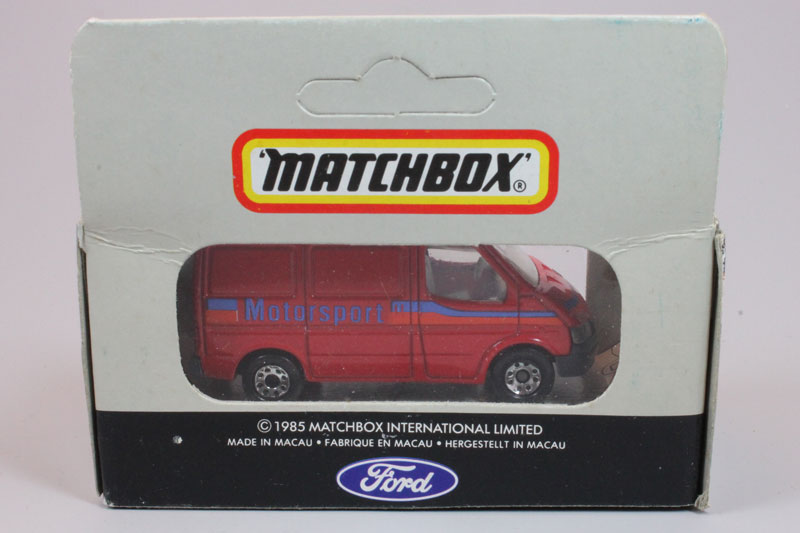 'MATCHBOX'®
Motorsport
© 1985 MATCHBOX INTERNATIONAL LIMITED
MADE IN MACAU • FABRIQUE EN MACAU • HERGESTELLT IN MACAU
Ford